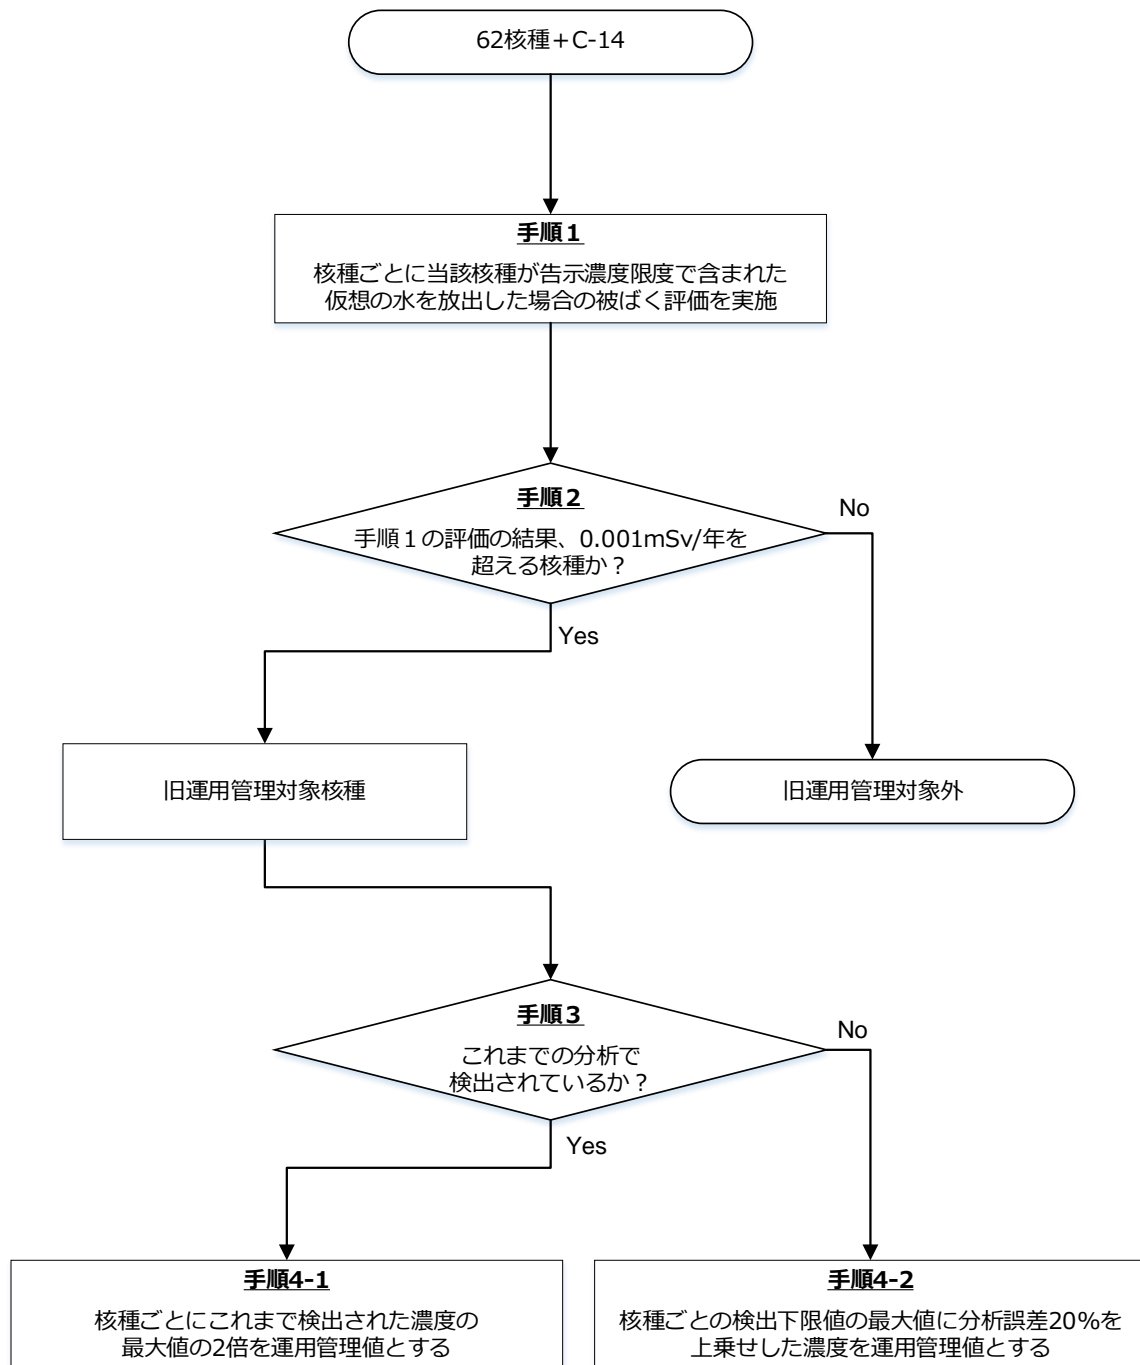 62核種＋C-14
手順１
核種ごとに当該核種が告示濃度限度で含まれた
仮想の水を放出した場合の被ばく評価を実施
手順２
手順１の評価の結果、0.001mSv/年を
超える核種か？
No
Yes
旧運用管理対象核種
旧運用管理対象外
手順３
これまでの分析で
検出されているか？
No
Yes
手順4-1
核種ごとにこれまで検出された濃度の
最大値の2倍を運用管理値とする
手順4-2
核種ごとの検出下限値の最大値に分析誤差20%を
上乗せした濃度を運用管理値とする